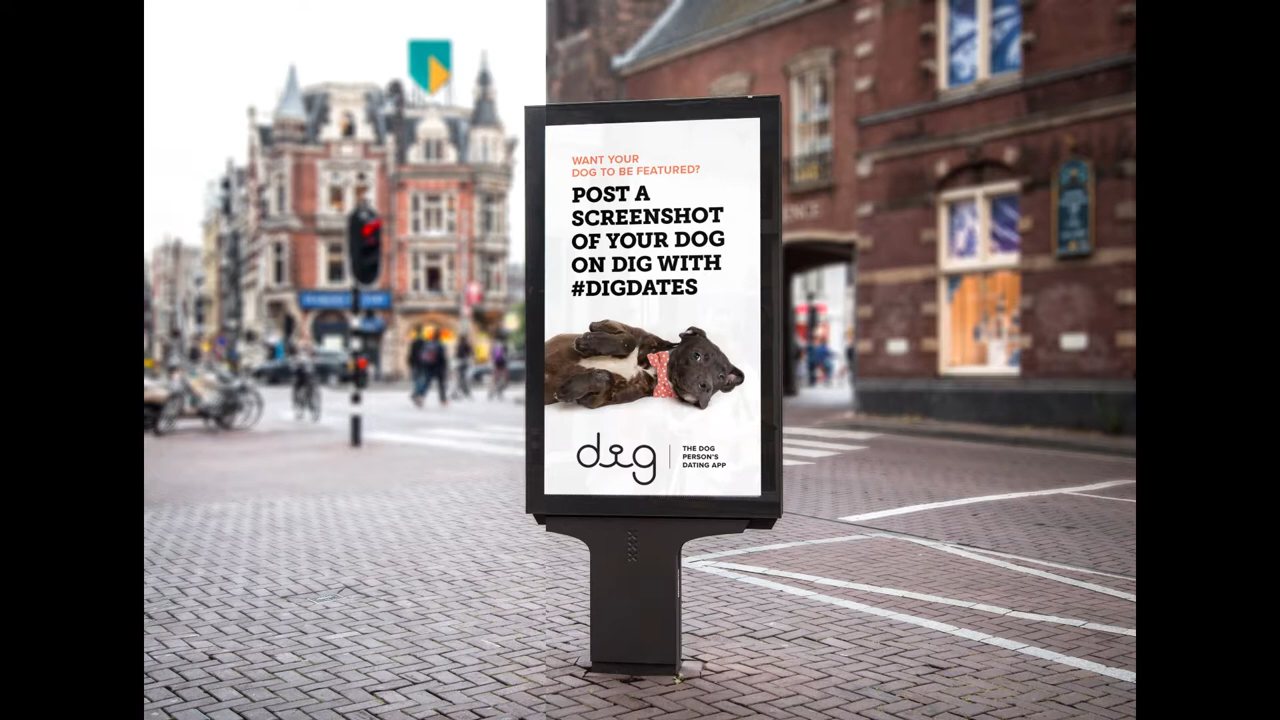 WANT YOUR
DOG TO BE FEATURED?
POST A
SCREENSHOT
OF YOUR DOG
ON DIG WITH
#DIGDATES
dig
THE DOG
PERSON'S
DATING APP